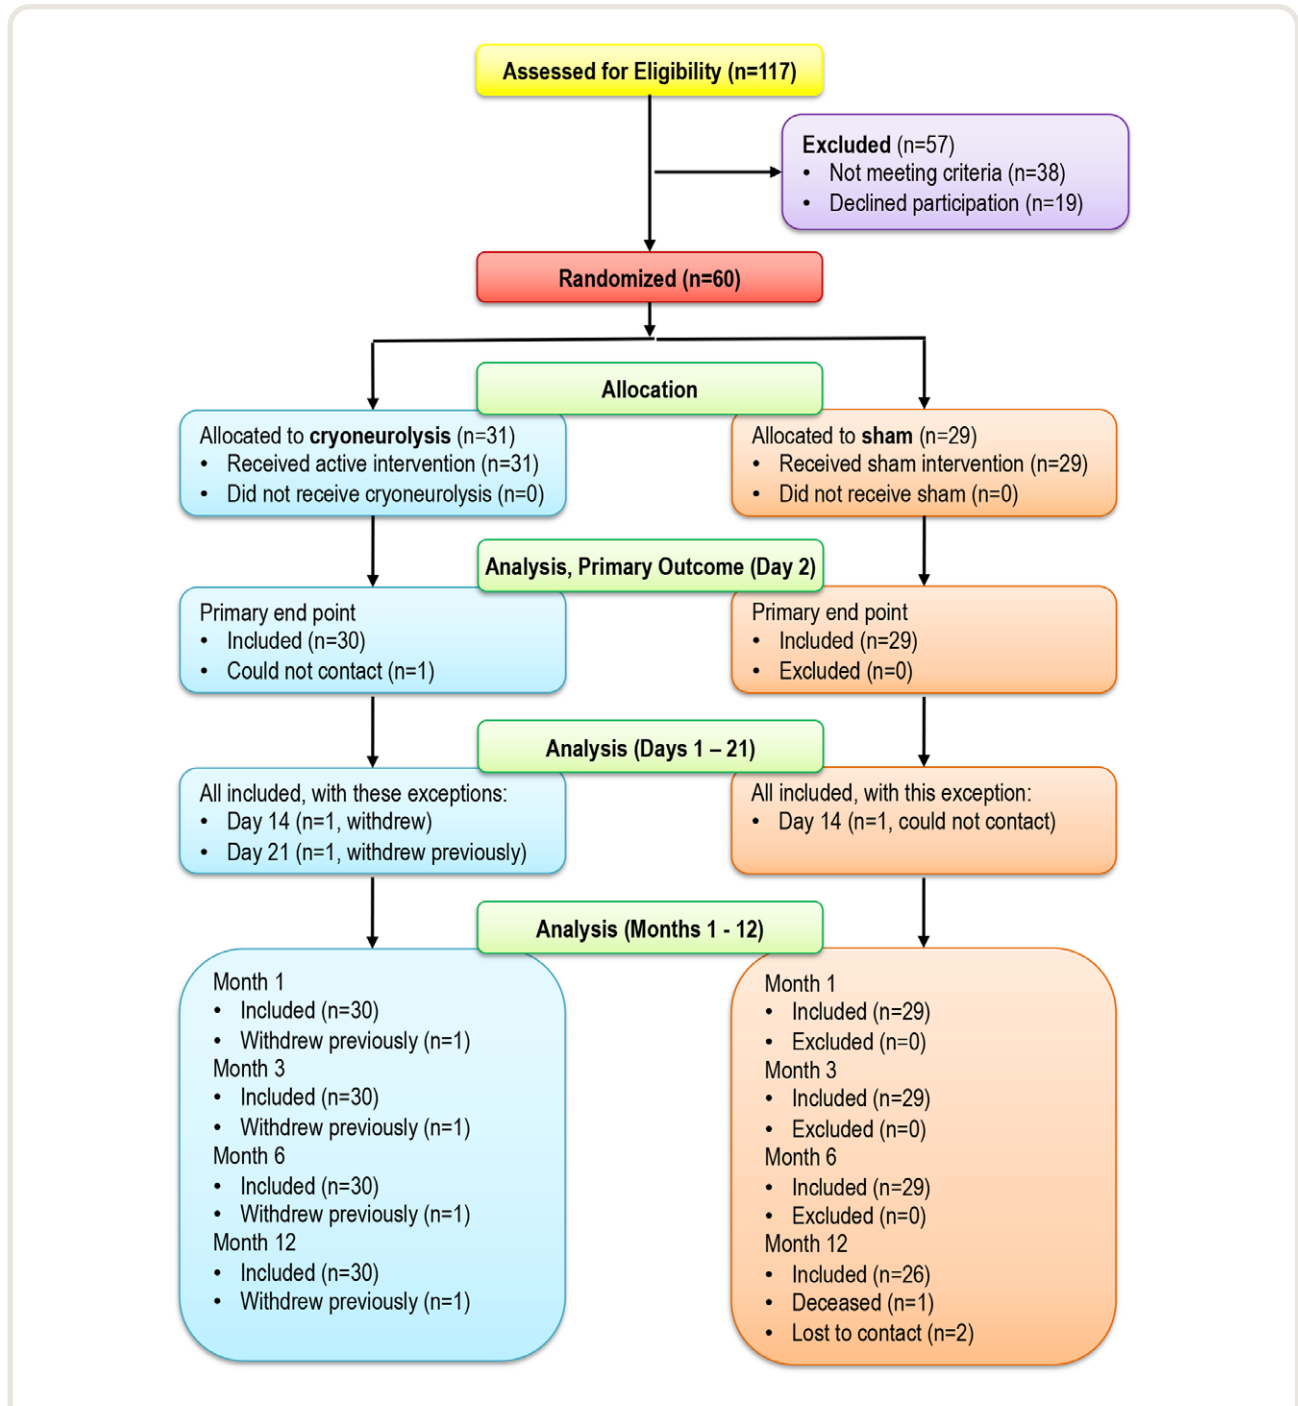 Assessed for Eligibility (n=117)
Excluded (n=57)
• Not meeting criteria (n=38)
• Declined participation (n=19)
Randomized (n=60)
Allocation
Allocated to cryoneurolysis (n=31)
• Received active intervention (n=31)
• Did not receive cryoneurolysis (n=0)
Allocated to sham (n=29)
• Received sham intervention (n=29)
• Did not receive sham (n=0)
Analysis, Primary Outcome (Day 2)
Primary end point
• Included (n=30)
• Could not contact (n=1)
Primary end point
• Included (n=29)
• Excluded (n=0)
Analysis (Days 1 – 21)
All included, with these exceptions:
• Day 14 (n=1, withdrew)
• Day 21 (n=1, withdrew previously)
All included, with this exception:
• Day 14 (n=1, could not contact)
Analysis (Months 1 - 12)
Month 1
• Included (n=30)
• Withdrew previously (n=1)
Month 3
• Included (n=30)
• Withdrew previously (n=1)
Month 6
• Included (n=30)
• Withdrew previously (n=1)
Month 12
• Included (n=30)
• Withdrew previously (n=1)
Month 1
• Included (n=29)
• Excluded (n=0)
Month 3
• Included (n=29)
• Excluded (n=0)
Month 6
• Included (n=29)
• Excluded (n=0)
Month 12
• Included (n=26)
• Deceased (n=1)
• Lost to contact (n=2)